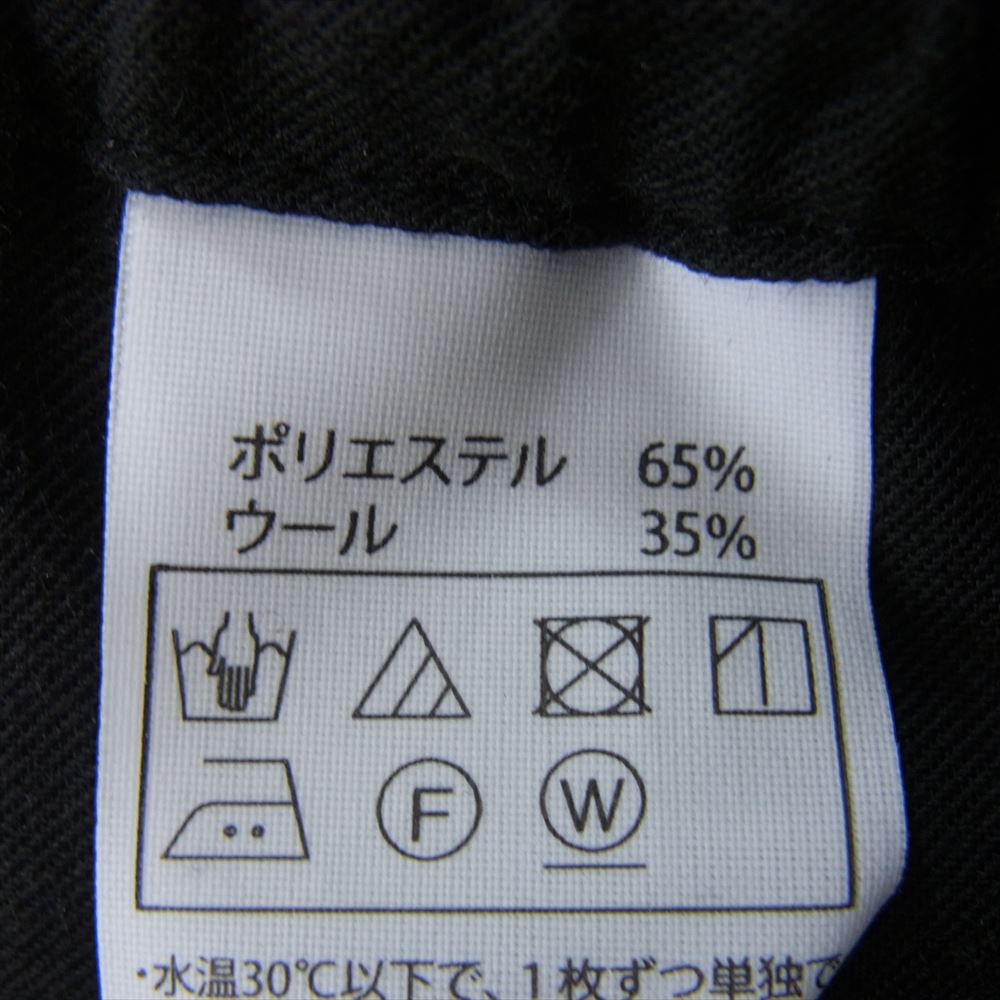 ポリエステル 65%
ウール 35%
F W
・水温30℃以下で、1枚ずつ単独で